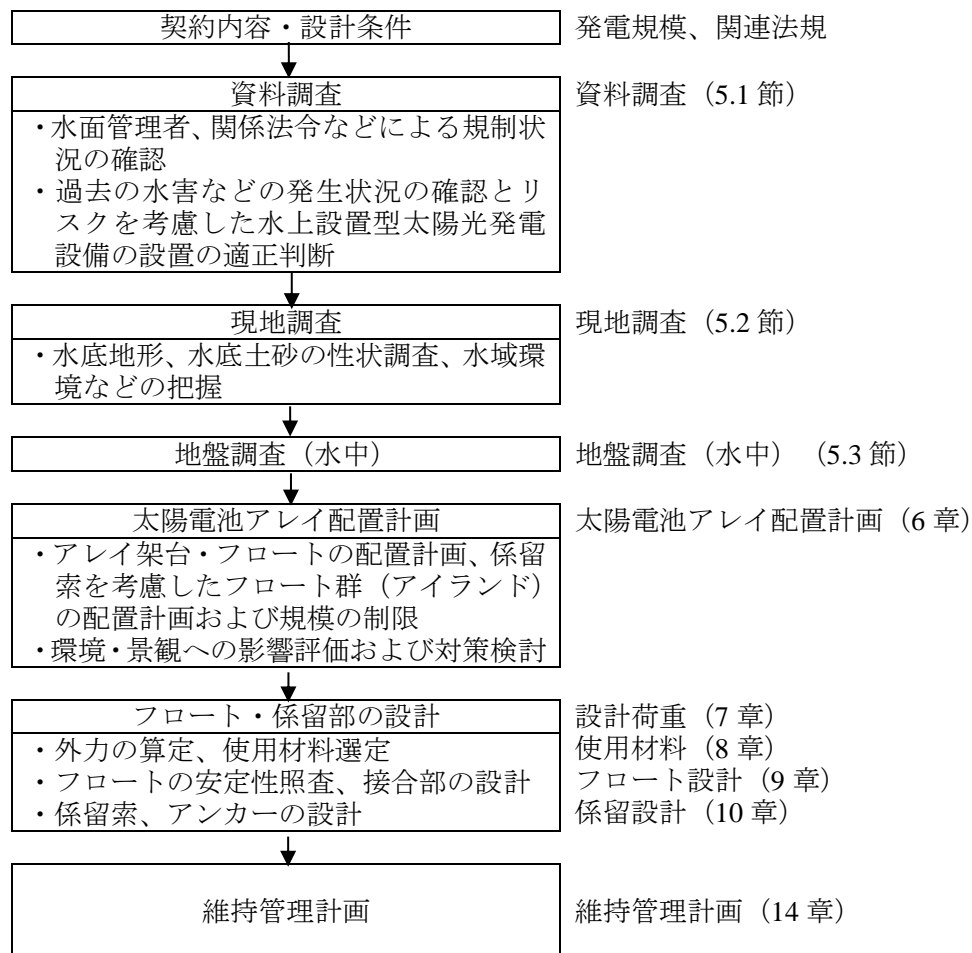 契約内容・設計条件 発電規模、関連法規
資料調査 資料調査（5.1 節）
・水面管理者、関係法令などによる規制状
況の確認
・過去の水害などの発生状況の確認とリ
スクを考慮した水上設置型太陽光発電
設備の設置の適正判断
現地調査 現地調査（5.2 節）
・水底地形、水底土砂の性状調査、水域環
境などの把握
地盤調査（水中） 地盤調査（水中）（5.3 節）
太陽電池アレイ配置計画 太陽電池アレイ配置計画（6 章）
・アレイ架台・フロートの配置計画、係留
索を考慮したフロート群（アイランド）
の配置計画および規模の制限
・環境・景観への影響評価および対策検討
フロート・係留部の設計 設計荷重（7 章）
・外力の算定、使用材料選定 使用材料（8 章）
・フロートの安定性照査、接合部の設計 フロート設計（9 章）
・係留索、アンカーの設計 係留設計（10 章）
維持管理計画 維持管理計画（14 章）